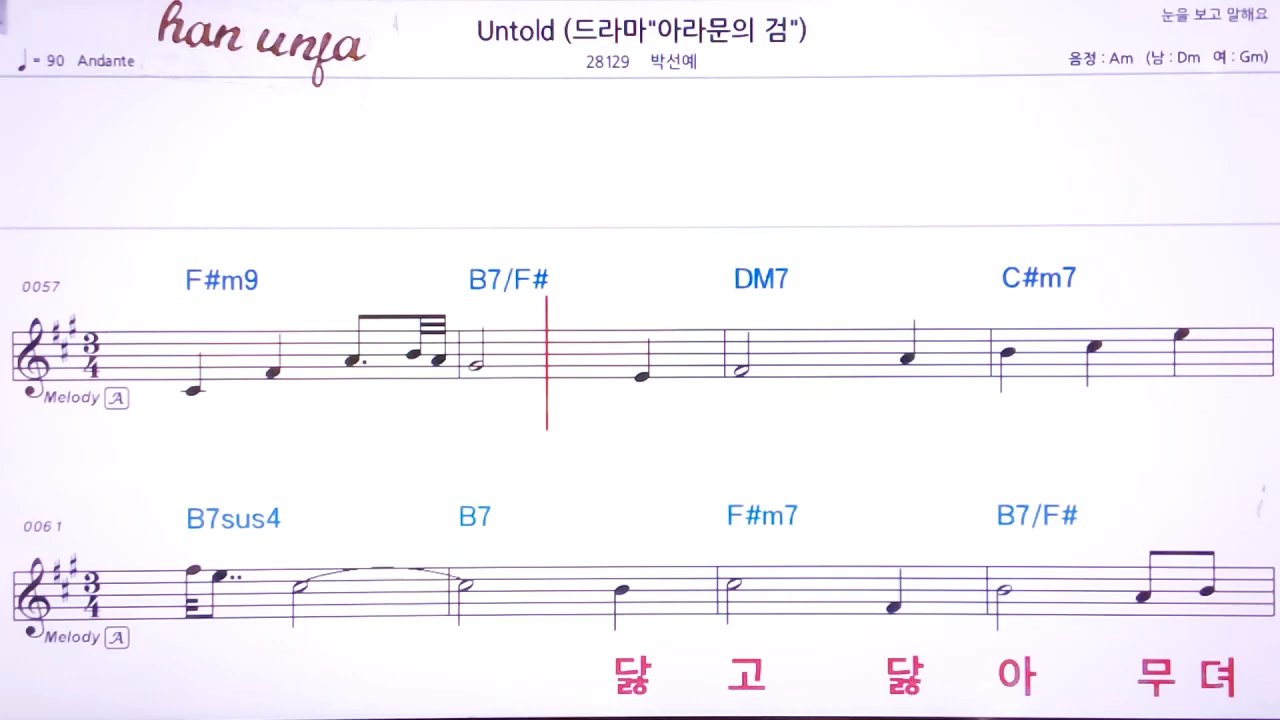 han unfa
Untold (드라마"아라문의 검")
눈을 보고 말해요
♩= 90 Andante
28129 박선예
음정 : Am (남 : Dm 여 : Gm)
F#m9 B7/F# DM7 C#m7
0057
3 4
Melody A
B7sus4 B7 F#m7 B7/F#
0061
3 4
Melody A
닳 고 닳 아 무 뎌